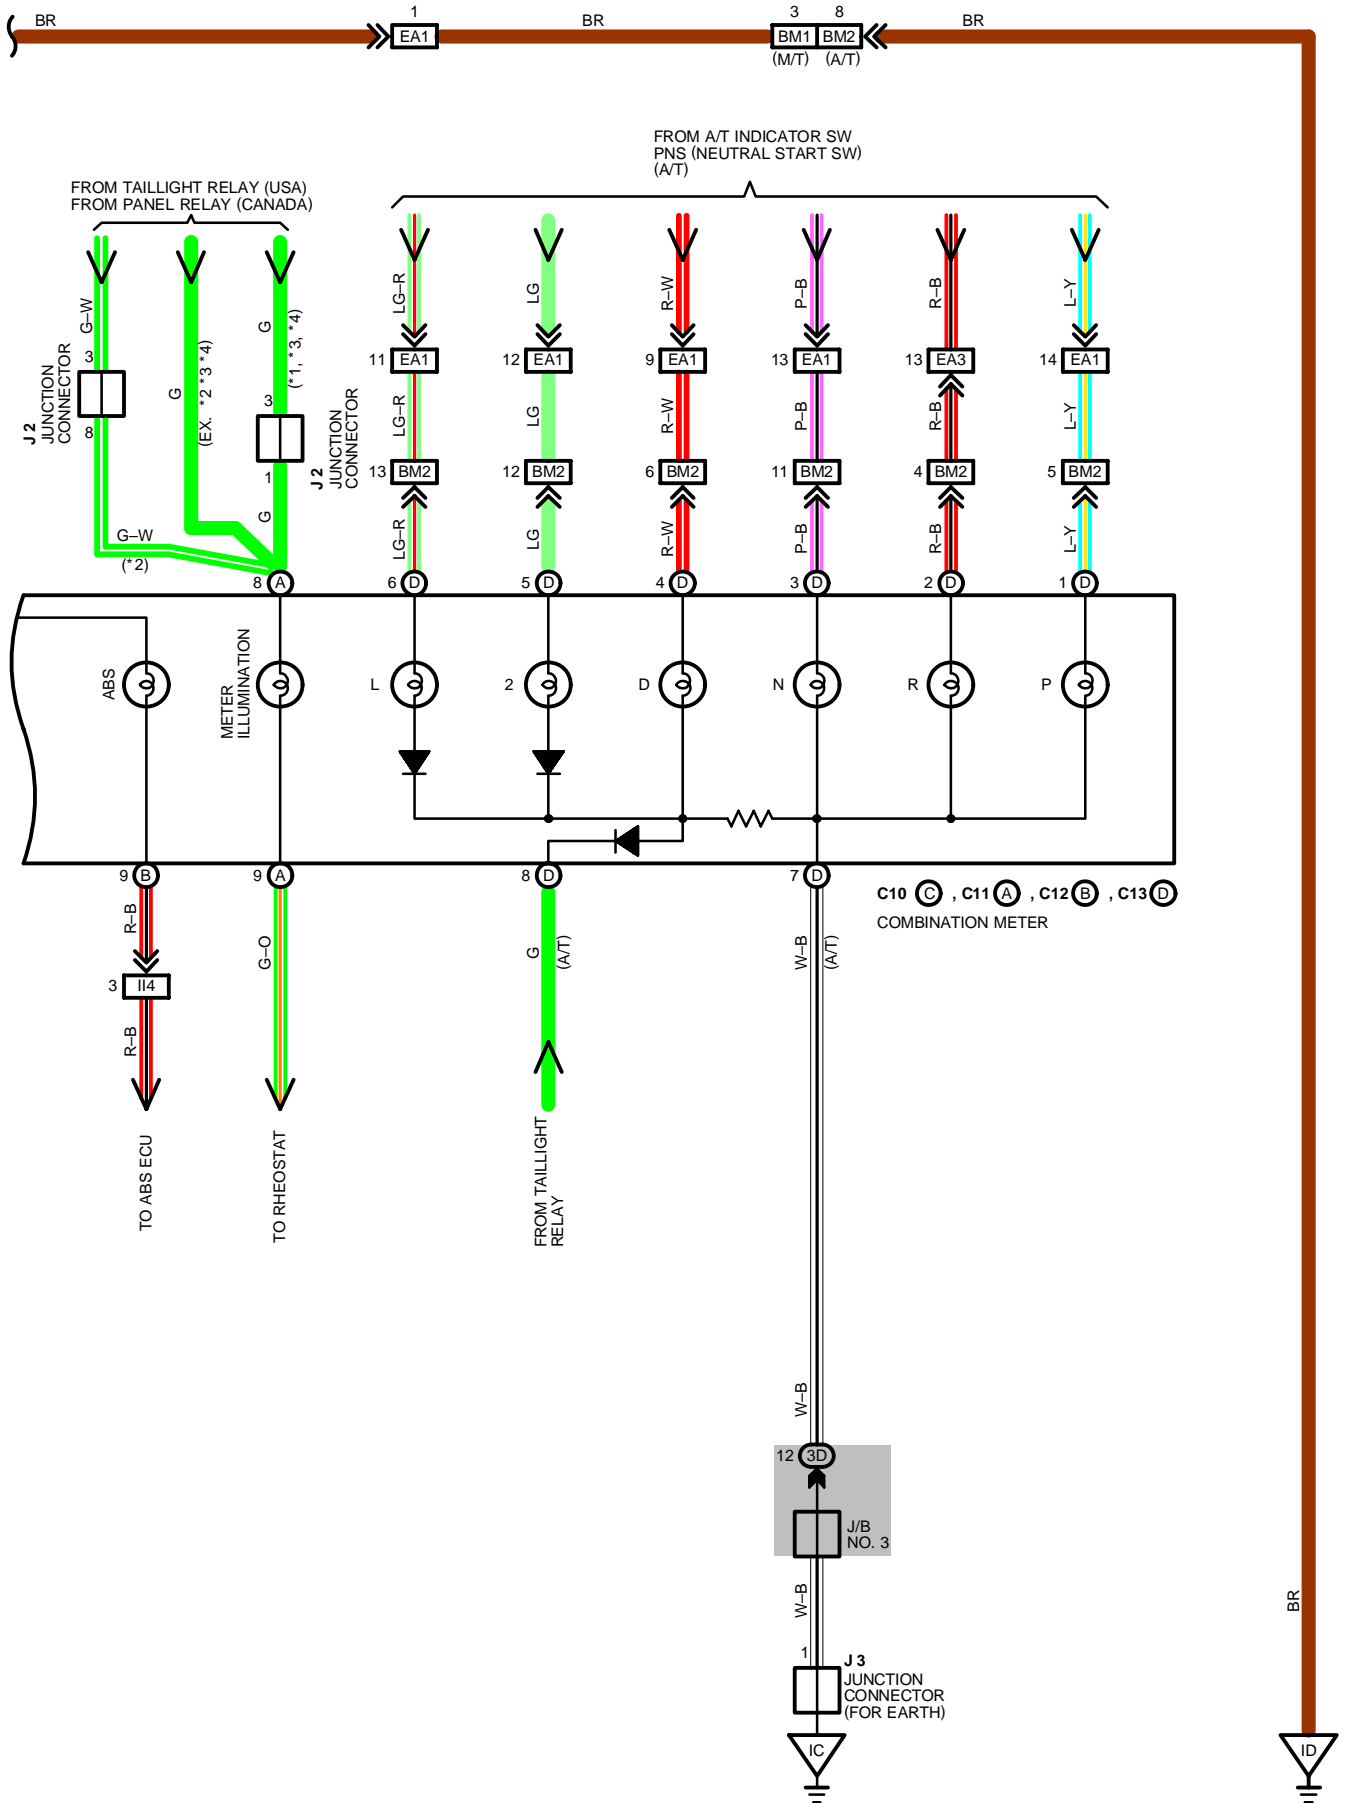 BR
1
EA1
BR
3 8
BM1 BM2
(M/T) (A/T)
BR
FROM A/T INDICATOR SW
PNS (NEUTRAL START SW)
(A/T)
FROM TAILLIGHT RELAY (USA)
FROM PANEL RELAY (CANADA)
G–W
3
8
J 2
JUNCTION
CONNECTOR
G–W
(*2)
G
(EX. *2 *3 *4)
G
(*1, *3, *4)
3
1
J 2
JUNCTION
CONNECTOR
G
LG–R
11 EA1
LG–R
13 BM2
LG–R
LG
12 EA1
LG
12 BM2
LG
R–W
9 EA1
R–W
6 BM2
R–W
P–B
13 EA1
P–B
11 BM2
P–B
R–B
13 EA3
R–B
4 BM2
R–B
L–Y
14 EA1
L–Y
5 BM2
L–Y
8 A
6 D
5 D
4 D
3 D
2 D
1 D
ABS
METER
ILLUMINATION
L
2
D
N
R
P
9 B
9 A
8 D
7 D
C10 C , C11 A , C12 B , C13 D
COMBINATION METER
R–B
3 II4
R–B
TO ABS ECU
G–O
TO RHEOSTAT
G
(A/T)
FROM TAILLIGHT
RELAY
W–B
(A/T)
W–B
12 3D
J/B
NO. 3
W–B
1
J 3
JUNCTION
CONNECTOR
(FOR EARTH)
IC
BR
ID